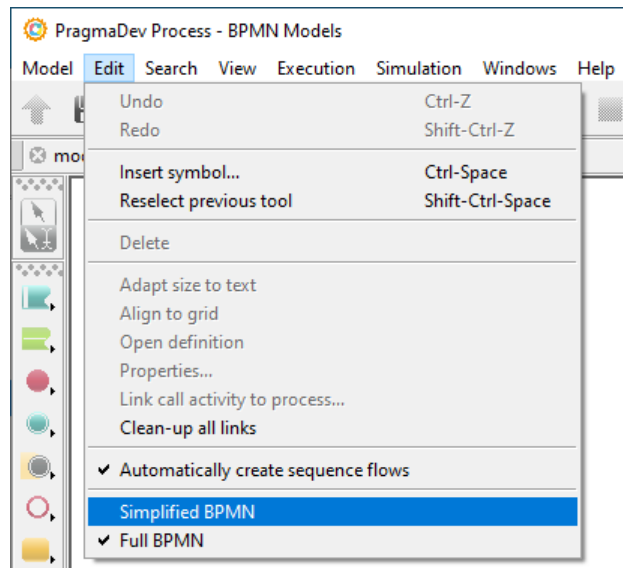 PragmaDev Process - BPMN Models
Model Edit Search View Execution Simulation Windows Help
mo
Undo Ctrl-Z
Redo Shift-Ctrl-Z
Insert symbol... Ctrl-Space
Reselect previous tool Shift-Ctrl-Space
Delete
Adapt size to text
Align to grid
Open definition
Properties...
Link call activity to process...
Clean-up all links
Automatically create sequence flows
Simplified BPMN
Full BPMN